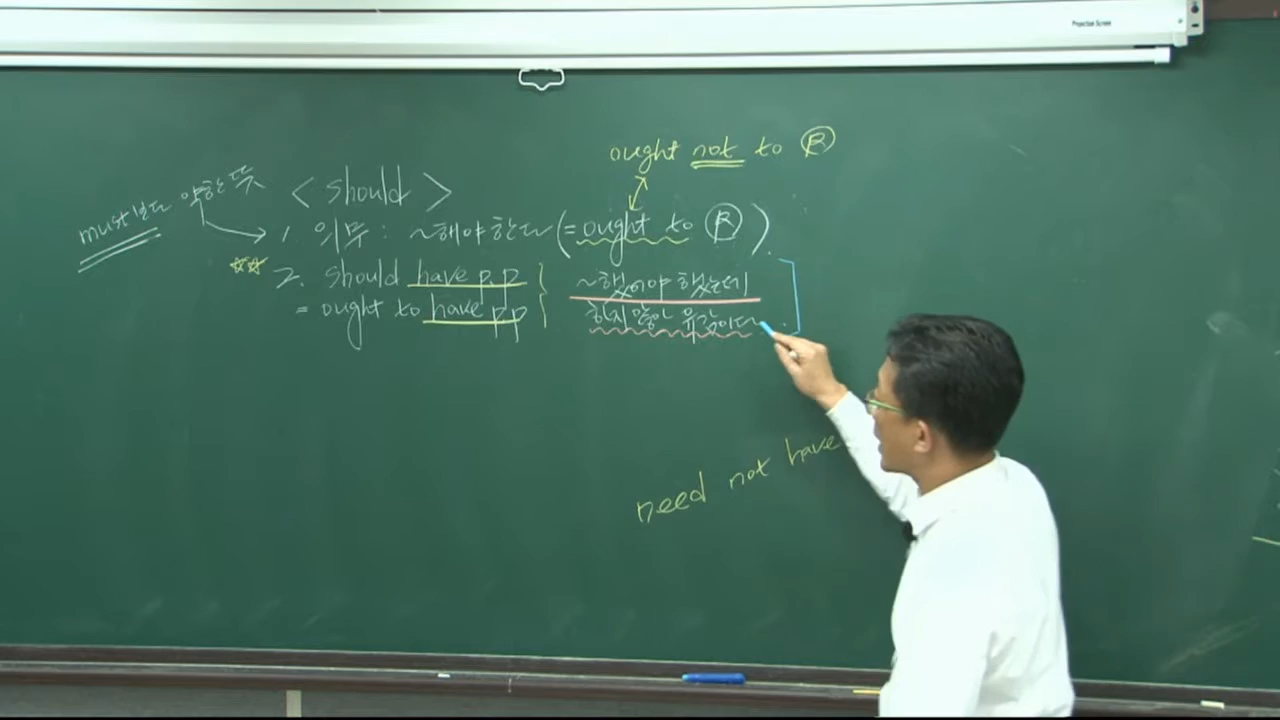 Projection Screen
ought not to Ⓡ
must보다 약한 뜻
< should >
1. 의무 : ~해야 한다 (= ought to Ⓡ)
☆☆ 2. should have p.p
~했어야 했는데
= ought to have p.p
하지 않아 유감이다
need not have